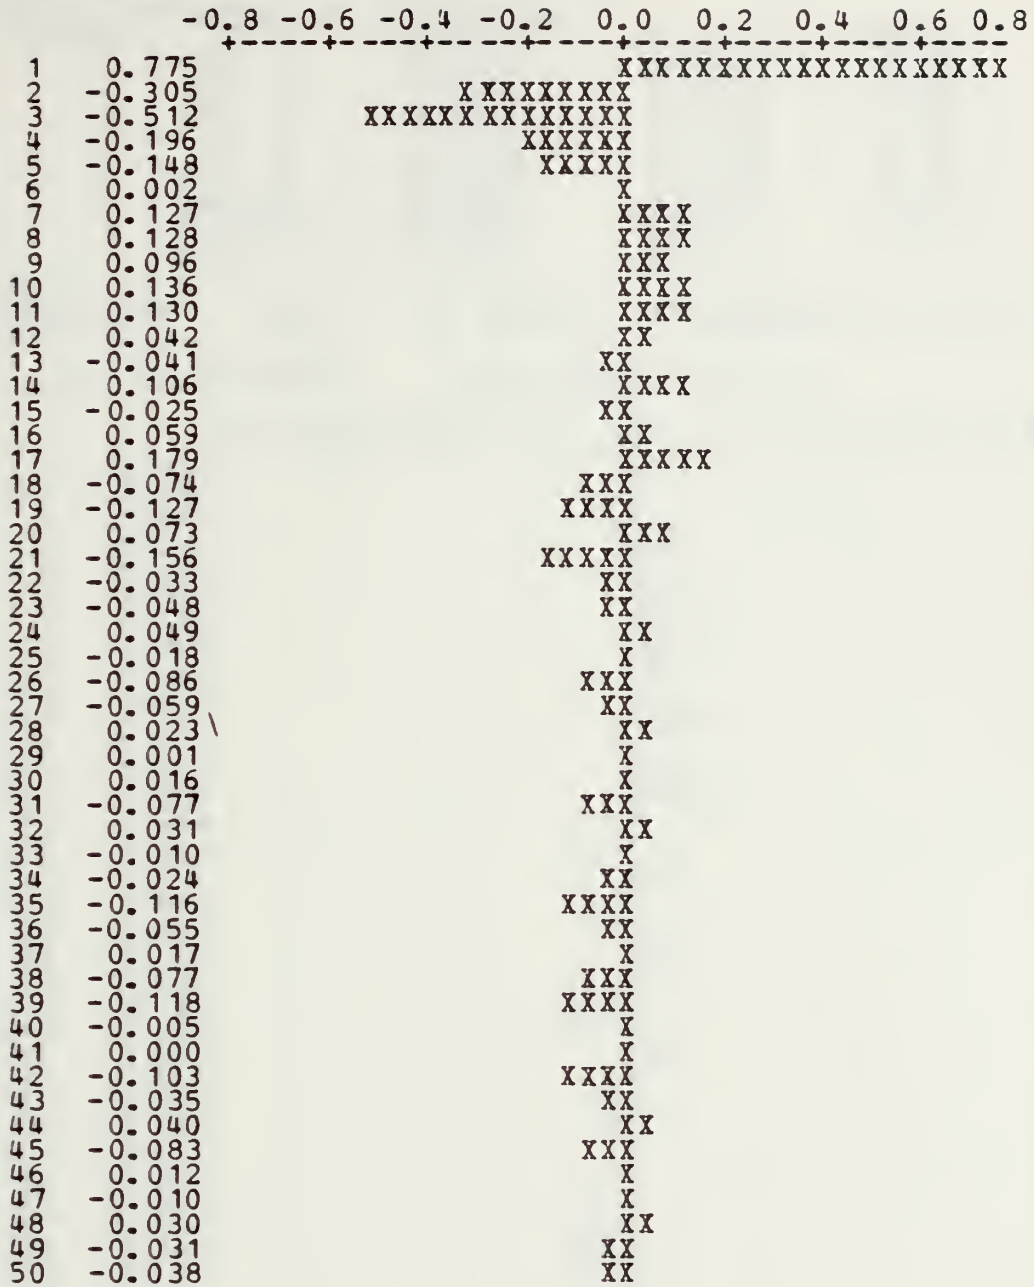 -0.8 -0.6 -0.4 -0.2 0.0 0.2 0.4 0.6 0.8
+----+----+----+----+----+----+----+----+
1 0.775 XXXXXXXXXXXXXXXXXXXX
2 -0.305 XXXXXXXXX
3 -0.512 XXXXXXXXXXXXXX
4 -0.196 XXXXXX
5 -0.148 XXXXX
6 0.002 X
7 0.127 XXXX
8 0.128 XXXX
9 0.096 XXX
10 0.136 XXXX
11 0.130 XXXX
12 0.042 XX
13 -0.041 XX
14 0.106 XXXX
15 -0.025 XX
16 0.059 XX
17 0.179 XXXXX
18 -0.074 XXX
19 -0.127 XXXX
20 0.073 XXX
21 -0.156 XXXXX
22 -0.033 XX
23 -0.048 XX
24 0.049 XX
25 -0.018 X
26 -0.086 XXX
27 -0.059 XX
28 0.023 XX
29 0.001 X
30 0.016 X
31 -0.077 XXX
32 0.031 XX
33 -0.010 X
34 -0.024 XX
35 -0.116 XXXX
36 -0.055 XX
37 0.017 X
38 -0.077 XXX
39 -0.118 XXXX
40 -0.005 X
41 0.000 X
42 -0.103 XXXX
43 -0.035 XX
44 0.040 XX
45 -0.083 XXX
46 0.012 X
47 -0.010 X
48 0.030 XX
49 -0.031 XX
50 -0.038 XX